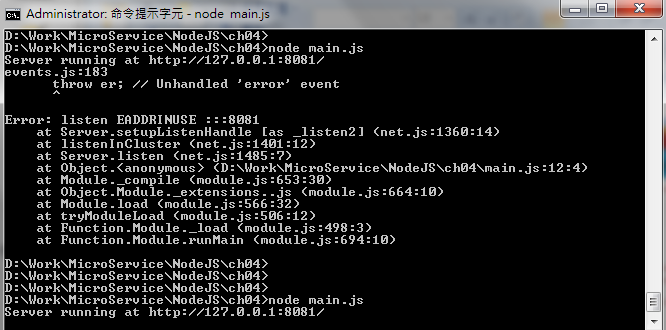 Administrator: 命令提示字元 - node main.js
D:\Work\MicroService\NodeJS\ch04>
D:\Work\MicroService\NodeJS\ch04>node main.js
Server running at http://127.0.0.1:8081/
events.js:183
      throw er; // Unhandled 'error' event
      ^
Error: listen EADDRINUSE :::8081
    at Server.setupListenHandle [as _listen2] (net.js:1360:14)
    at listenInCluster (net.js:1401:12)
    at Server.listen (net.js:1485:7)
    at Object.<anonymous> (D:\Work\MicroService\NodeJS\ch04\main.js:12:4)
    at Module._compile (module.js:653:30)
    at Object.Module._extensions..js (module.js:664:10)
    at Module.load (module.js:566:32)
    at tryModuleLoad (module.js:506:12)
    at Function.Module._load (module.js:498:3)
    at Function.Module.runMain (module.js:694:10)
D:\Work\MicroService\NodeJS\ch04>
D:\Work\MicroService\NodeJS\ch04>
D:\Work\MicroService\NodeJS\ch04>
D:\Work\MicroService\NodeJS\ch04>node main.js
Server running at http://127.0.0.1:8081/